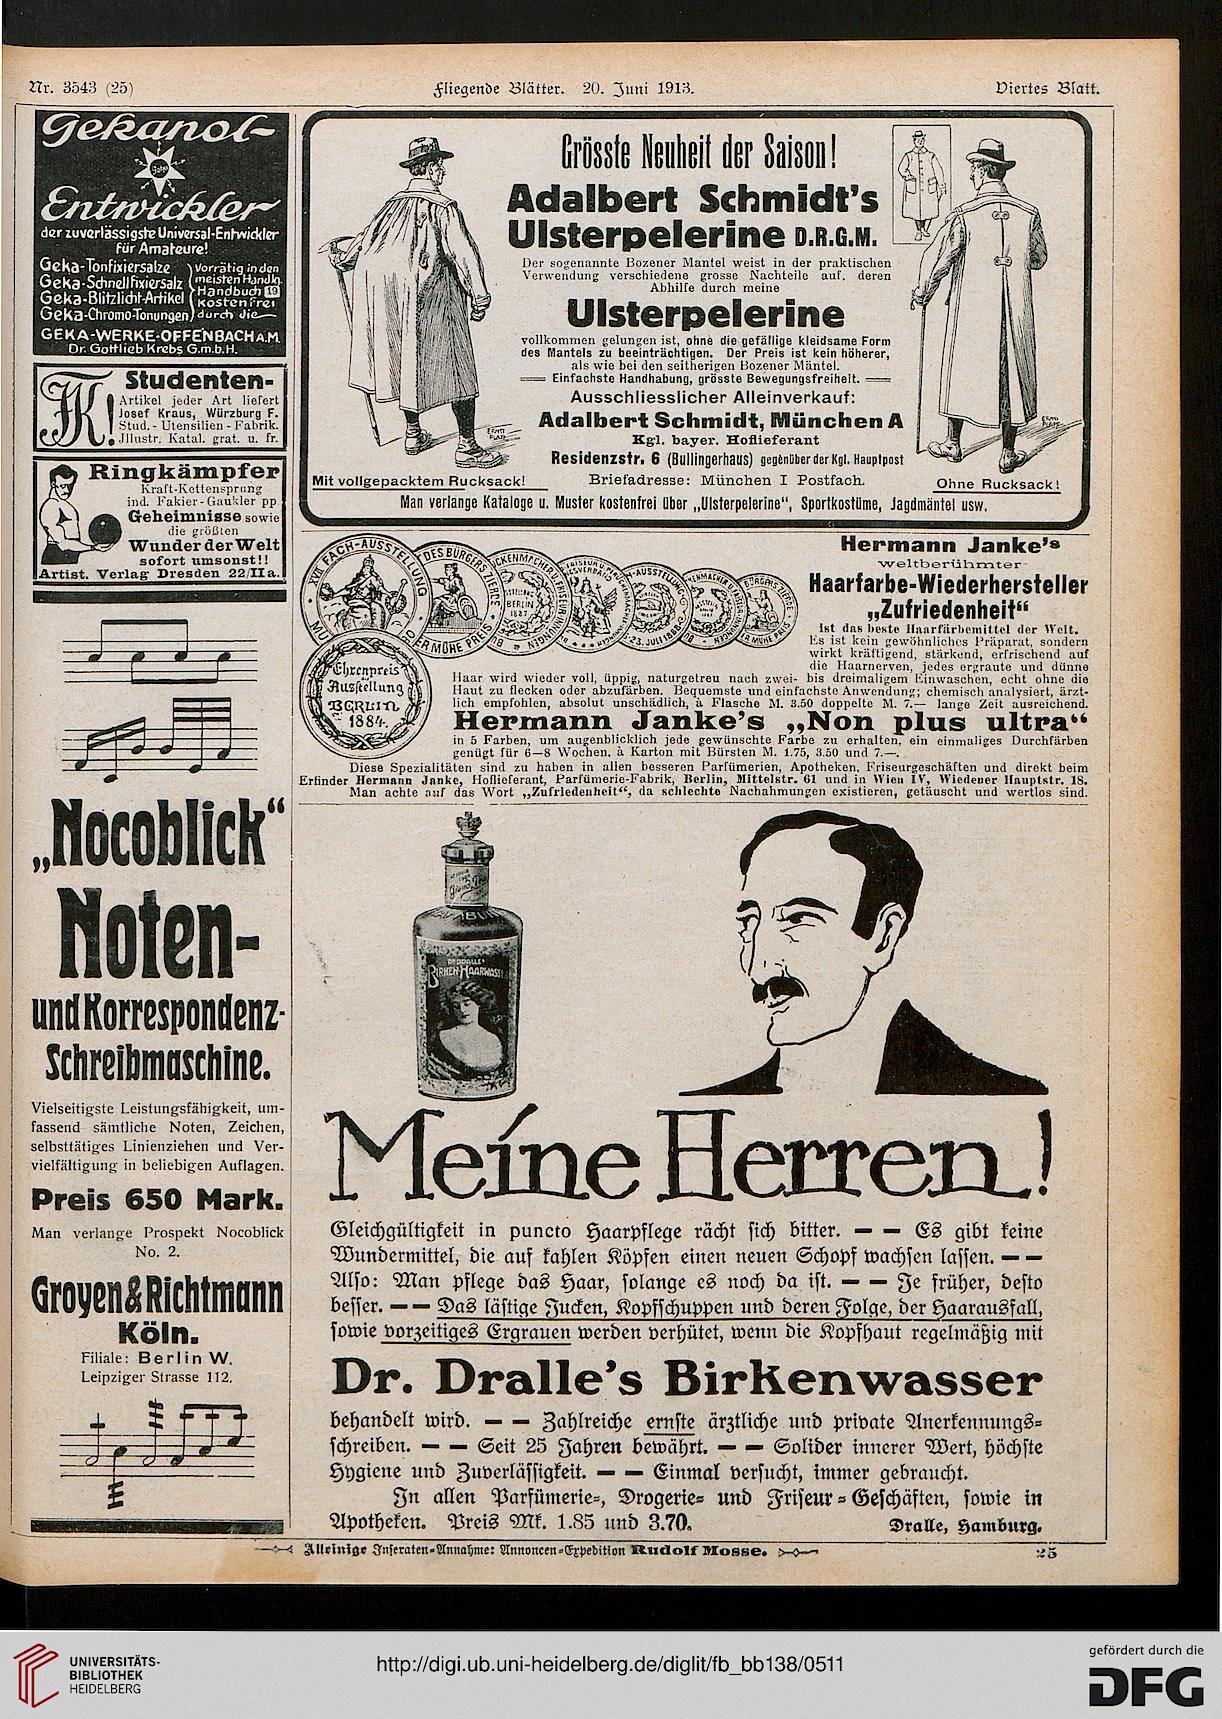 Nr. 3543 (25)
Fliegende Blätter. 20. Juni 1913.
Viertes Blatt.
Gekanol-
Geka
Entwickler
der zuverlässigste Universal-Entwickler
für Amateure!
Geka-Tonfixiersalze
Geka-Schnellfixiersalz
Geka-Blitzlicht-Artikel
Geka-Chromo-Tonungen
Vorrätig in den
meisten Handlg.
Handbuch 19
kostenfrei
durch die
GEKA-WERKE-OFFENBACH A.M.
Dr. Gottlieb Krebs G.m.b.H.
Studenten-
Artikel jeder Art liefert
Josef Kraus, Würzburg F.
Stud.-Utensilien-Fabrik.
Jllustr. Katal. grat. u. fr.
Ringkämpfer
Kraft-Kettensprung
ind. Fakier-Gaukler pp.
Geheimnisse sowie
die größten
Wunder der Welt
sofort umsonst!!
Artist. Verlag Dresden 22/IIa.
„Nocoblick“
Noten-
und Korrespondenz-
Schreibmaschine.
Vielseitigste Leistungsfähigkeit, um-
fassend sämtliche Noten, Zeichen,
selbsttätiges Linienziehen und Ver-
vielfältigung in beliebigen Auflagen.
Preis 650 Mark.
Man verlange Prospekt Nocoblick
No. 2.
Groyen & Richtmann
Köln.
Filiale: Berlin W.
Leipziger Strasse 112.
Grösste Neuheit der Saison!
Adalbert Schmidt's
Ulsterpelerine D.R.G.M.
Der sogenannte Bozener Mantel weist in der praktischen
Verwendung verschiedene grosse Nachteile auf, deren
Abhilfe durch meine
Ulsterpelerine
vollkommen gelungen ist, ohne die gefällige kleidsame Form
des Mantels zu beeinträchtigen. Der Preis ist kein höherer,
als wie bei den seitherigen Bozener Mäntel.
Einfachste Handhabung, grösste Bewegungsfreiheit.
Ausschliesslicher Alleinverkauf:
Adalbert Schmidt, München A
Kgl. bayer. Hoflieferant
Residenzstr. 6 (Bullingerhaus) gegenüber der Kgl. Hauptpost
Mit vollgepacktem Rucksack!
Briefadresse: München I Postfach.
Ohne Rucksack!
Man verlange Kataloge u. Muster kostenfrei über „Ulsterpelerine“, Sportkostüme, Jagdmäntel usw.
XVII FACH-AUSSTELLUNG
DES BÜRGERS ZIERDE
DER MÜHE PREIS
BERLIN
1887
23. JULI 1888
Ehrenpreis
Ausstellung
BERLIN
1884.
Hermann Janke's
weltberühmter
Haarfarbe-Wiederhersteller
„Zufriedenheit“
ist das beste Haarfärbemittel der Welt.
Es ist kein gewöhnliches Präparat, sondern
wirkt kräftigend, stärkend, erfrischend auf
die Haarnerven, jedes ergraute und dünne
Haar wird wieder voll, üppig, naturgetreu nach zwei- bis dreimaligem Einwaschen, echt ohne die
Haut zu flecken oder abzufärben. Bequemste und einfachste Anwendung; chemisch analysiert, ärzt-
lich empfohlen, absolut unschädlich, à Flasche M. 3.50 doppelte M. 7.— lange Zeit ausreichend.
Hermann Janke's „Non plus ultra“
in 5 Farben, um augenblicklich jede gewünschte Farbe zu erhalten, ein einmaliges Durchfärben
genügt für 6—8 Wochen, à Karton mit Bürsten M. 1.75, 3.50 und 7.—.
Diese Spezialitäten sind zu haben in allen besseren Parfümerien, Apotheken, Friseurgeschäften und direkt beim
Erfinder Hermann Janke, Hoflieferant, Parfümerie-Fabrik, Berlin, Mittelstr. 61 und in Wien IV, Wiedener Hauptstr. 18.
Man achte auf das Wort „Zufriedenheit“, da schlechte Nachahmungen existieren, getäuscht und wertlos sind.
DR DRALLE'S
BIRKEN-HAARWASSER
Meine Herren!
Gleichgültigkeit in puncto Haarpflege rächt sich bitter. — — Es gibt keine
Wundermittel, die auf kahlen Köpfen einen neuen Schopf wachsen lassen. — —
Also: Man pflege das Haar, solange es noch da ist. — — Je früher, desto
besser. — — Das lästige Jucken, Kopfschuppen und deren Folge, der Haarausfall,
sowie vorzeitiges Ergrauen werden verhütet, wenn die Kopfhaut regelmäßig mit
Dr. Dralle's Birkenwasser
behandelt wird. — — Zahlreiche ernste ärztliche und private Anerkennungs-
schreiben. — — Seit 25 Jahren bewährt. — — Solider innerer Wert, höchste
Hygiene und Zuverlässigkeit. — — Einmal versucht, immer gebraucht.
In allen Parfümerie-, Drogerie- und Friseur-Geschäften, sowie in
Apotheken. Preis Mk. 1.85 und 3.70.
Dralle, Hamburg.
Alleinige Inseraten-Annahme: Annoncen-Expedition Rudolf Mosse.
25
UNIVERSITÄTS-
BIBLIOTHEK
HEIDELBERG
http://digi.ub.uni-heidelberg.de/diglit/fb_bb138/0511
gefördert durch die
DFG